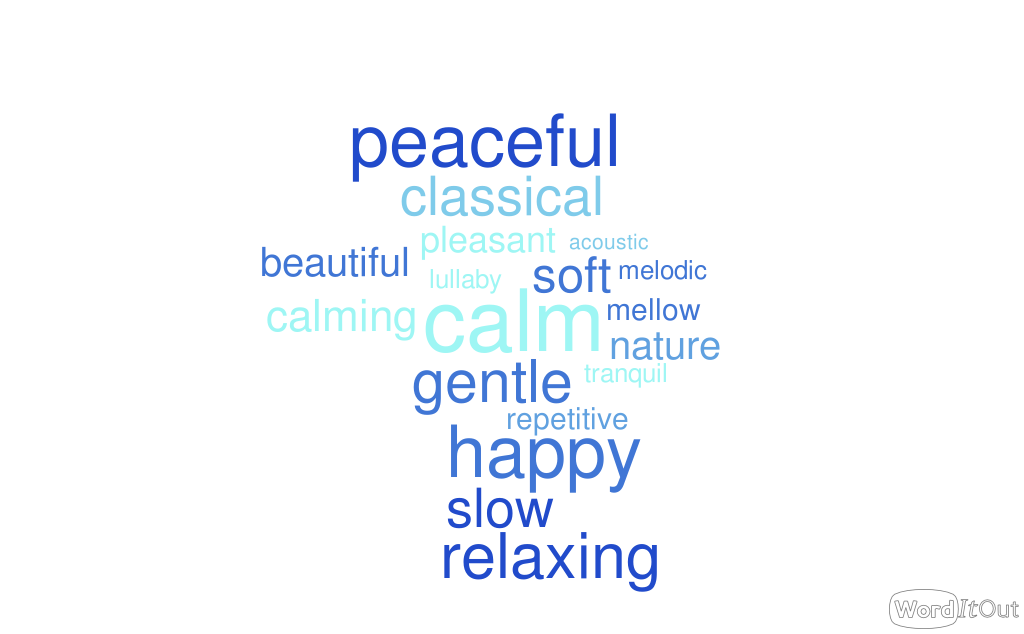 peaceful
classical
pleasant
acoustic
beautiful
lullaby
soft
melodic
calming
calm
mellow
nature
gentle
tranquil
repetitive
happy
slow
relaxing
WordItOut